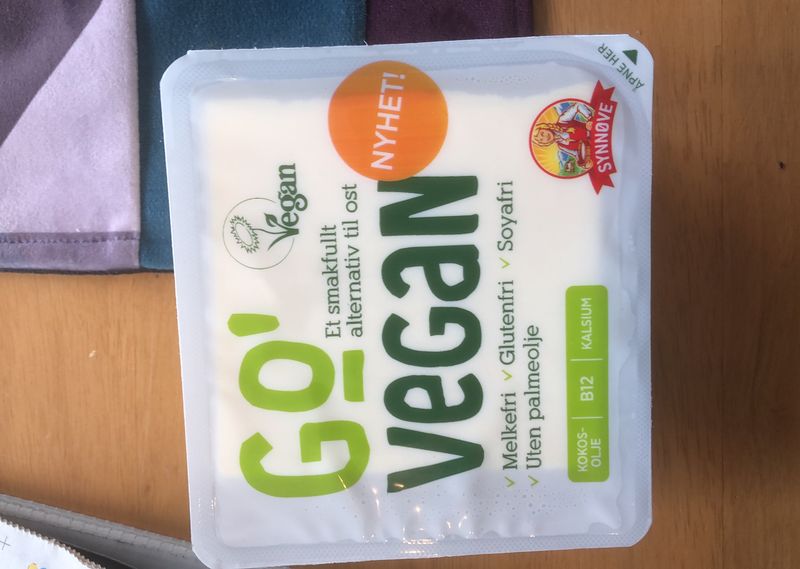 GO'
Vegan
Et smakfullt
alternativ til ost
VEGAN
NYHET!
✓ Melkefri ✓ Glutenfri ✓ Soyafri
✓ Uten palmeolje
KOKOS-
OLJE
B12
KALSIUM
SYNNØVE
ÅPNE HER